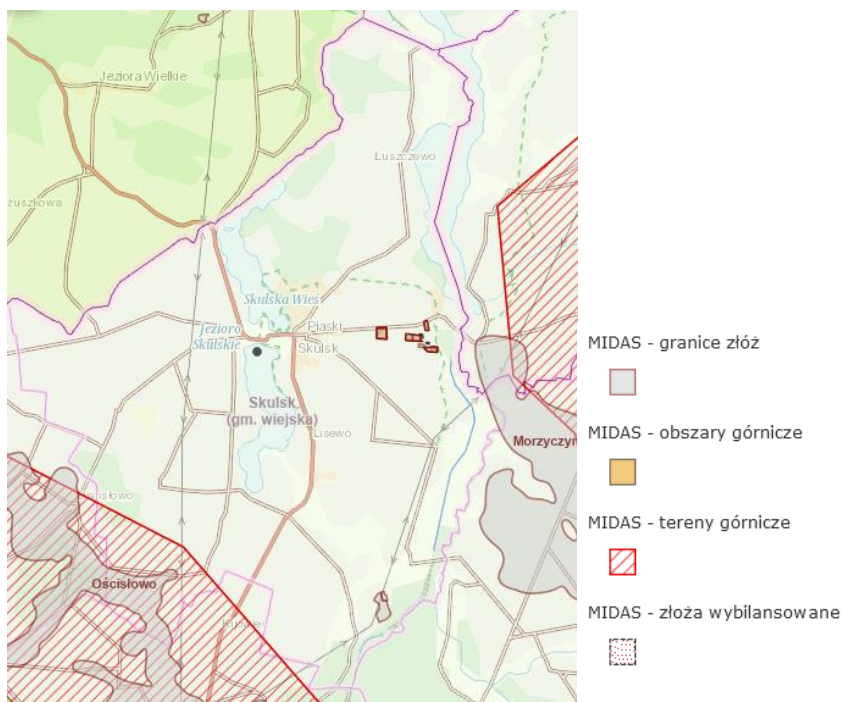 Jeziora Wielkie
Łuszczewo
zuszkowa
Skulska Wieś
Jezioro
Skulskie
Piaski
Skulsk
Skulsk
(gm. wiejska)
Lisewo
Morzyczyn
Ościsłowo
MIDAS - granice złóż
MIDAS - obszary górnicze
MIDAS - tereny górnicze
MIDAS - złoża wybilansowane